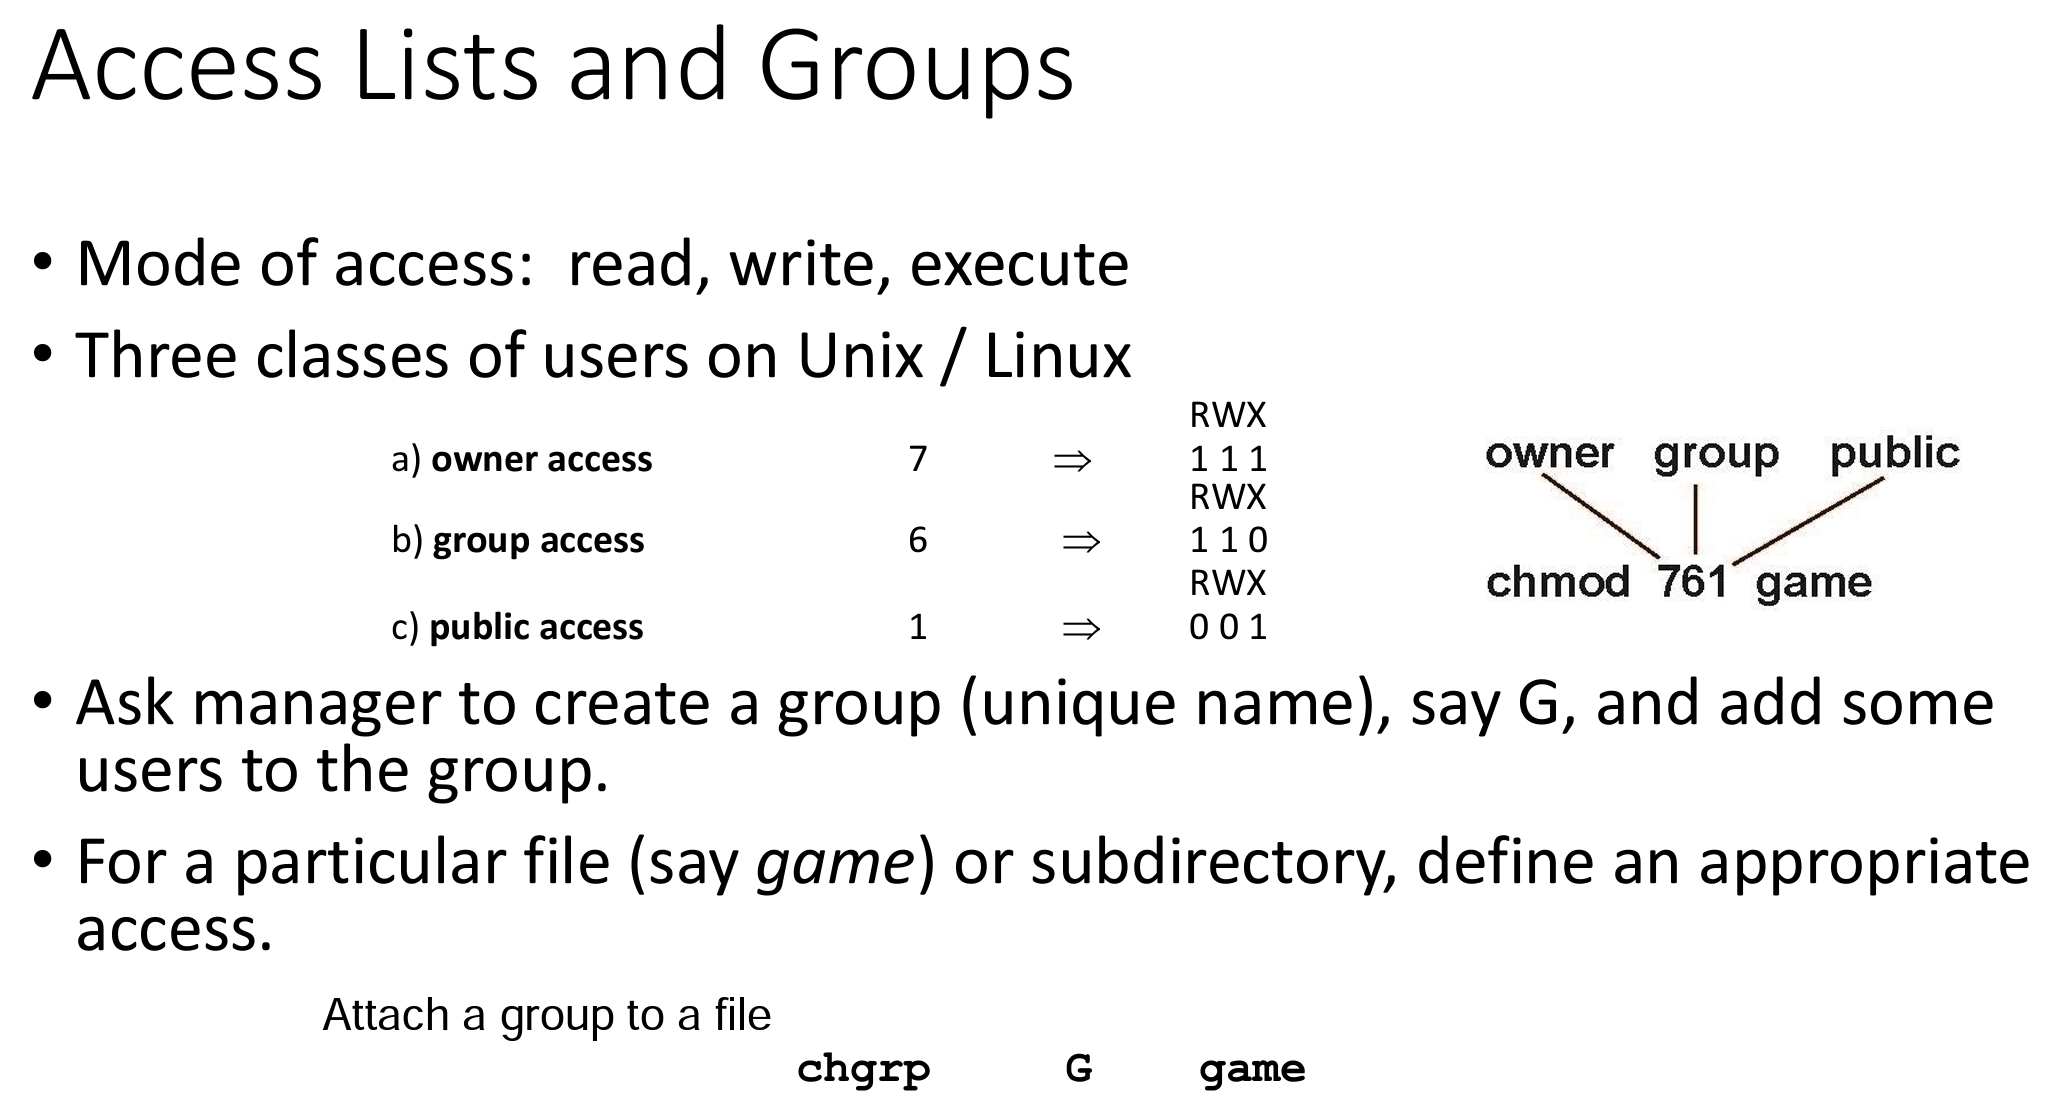 Access Lists and Groups
• Mode of access:  read, write, execute
• Three classes of users on Unix / Linux
RWX
a) owner access 7 ⇒ 1 1 1
RWX
b) group access 6 ⇒ 1 1 0
RWX
c) public access 1 ⇒ 0 0 1
owner group public
chmod 761 game
• Ask manager to create a group (unique name), say G, and add some
users to the group.
• For a particular file (say game) or subdirectory, define an appropriate
access.
Attach a group to a file
chgrp G game